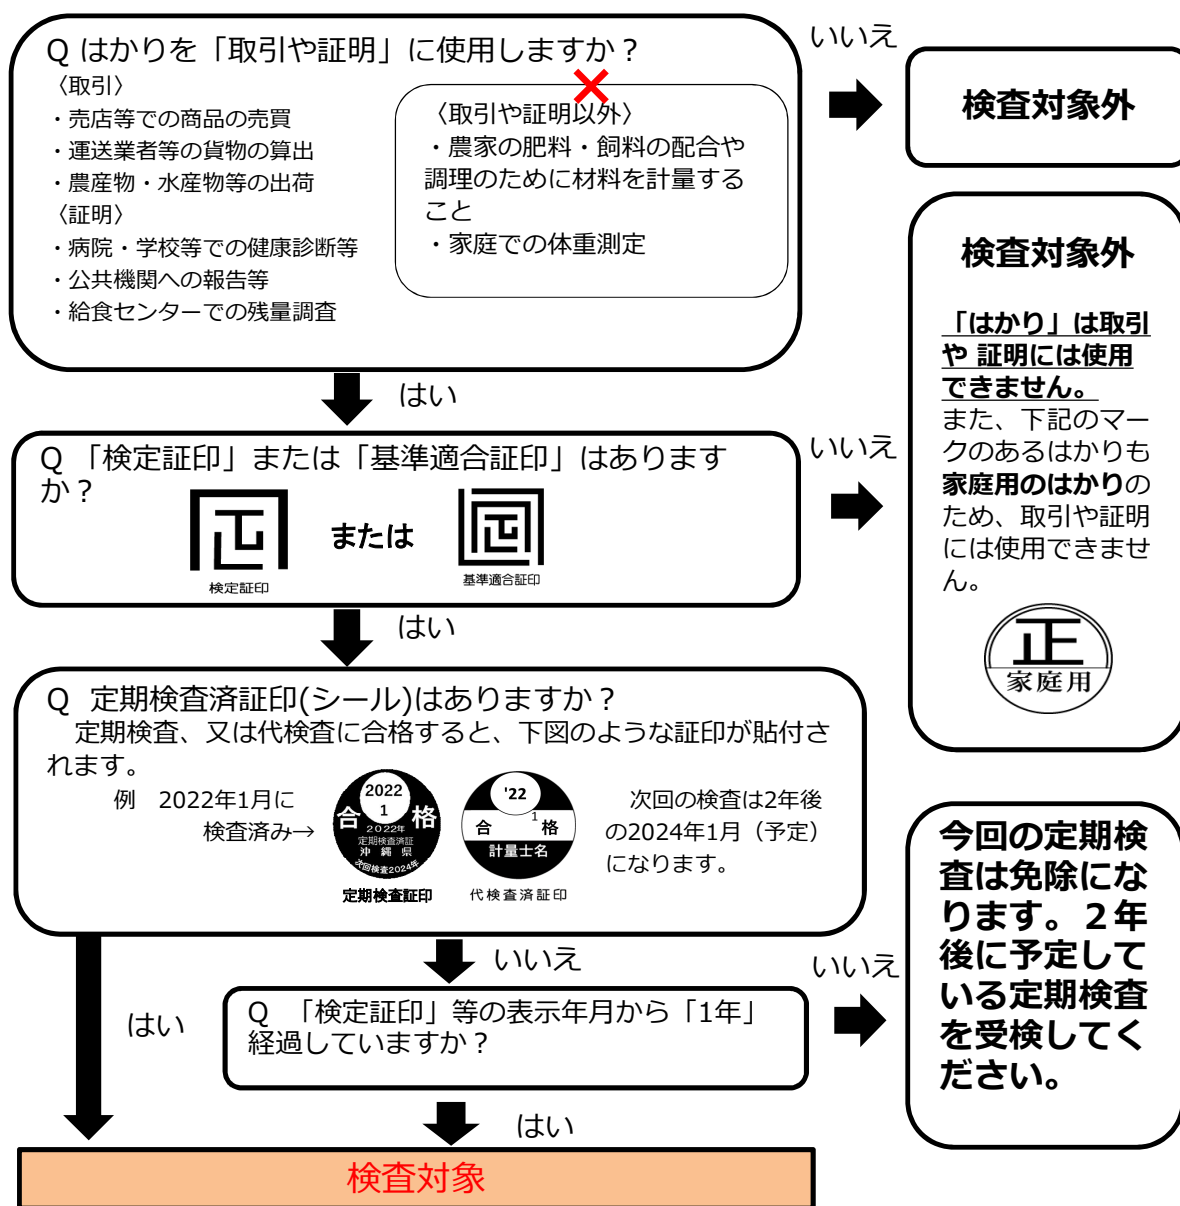 Q はかりを「取引や証明」に使用しますか？
〈取引〉
・売店等での商品の売買
・運送業者等の貨物の算出
・農産物・水産物等の出荷
〈証明〉
・病院・学校等での健康診断等
・公共機関への報告等
・給食センターでの残量調査
〈取引や証明以外〉
・農家の肥料・飼料の配合や
調理のために材料を計量する
こと
・家庭での体重測定
いいえ
検査対象外
はい
Q 「検定証印」または「基準適合証印」はあります
か？
検定証印
または
基準適合証印
いいえ
検査対象外
「はかり」は取引
や 証明には使用
できません。
また、下記のマー
クのあるはかりも
家庭用のはかりの
ため、取引や証明
には使用できませ
ん。
正
家庭用
はい
Q 定期検査済証印(シール)はありますか？
定期検査、又は代検査に合格すると、下図のような証印が貼付さ
れます。
例 2022年1月に
検査済み→
2022
1
合 格
2022年
定期検査済証
沖縄県
次回検査2024年
定期検査証印
'22
1
合 格
計量士名
代検査済証印
次回の検査は2年後
の2024年1月（予定）
になります。
はい
いいえ
Q 「検定証印」等の表示年月から「1年」
経過していますか？
いいえ
今回の定期検
査は免除にな
ります。２年
後に予定して
いる定期検査
を受検してく
ださい。
はい
検査対象